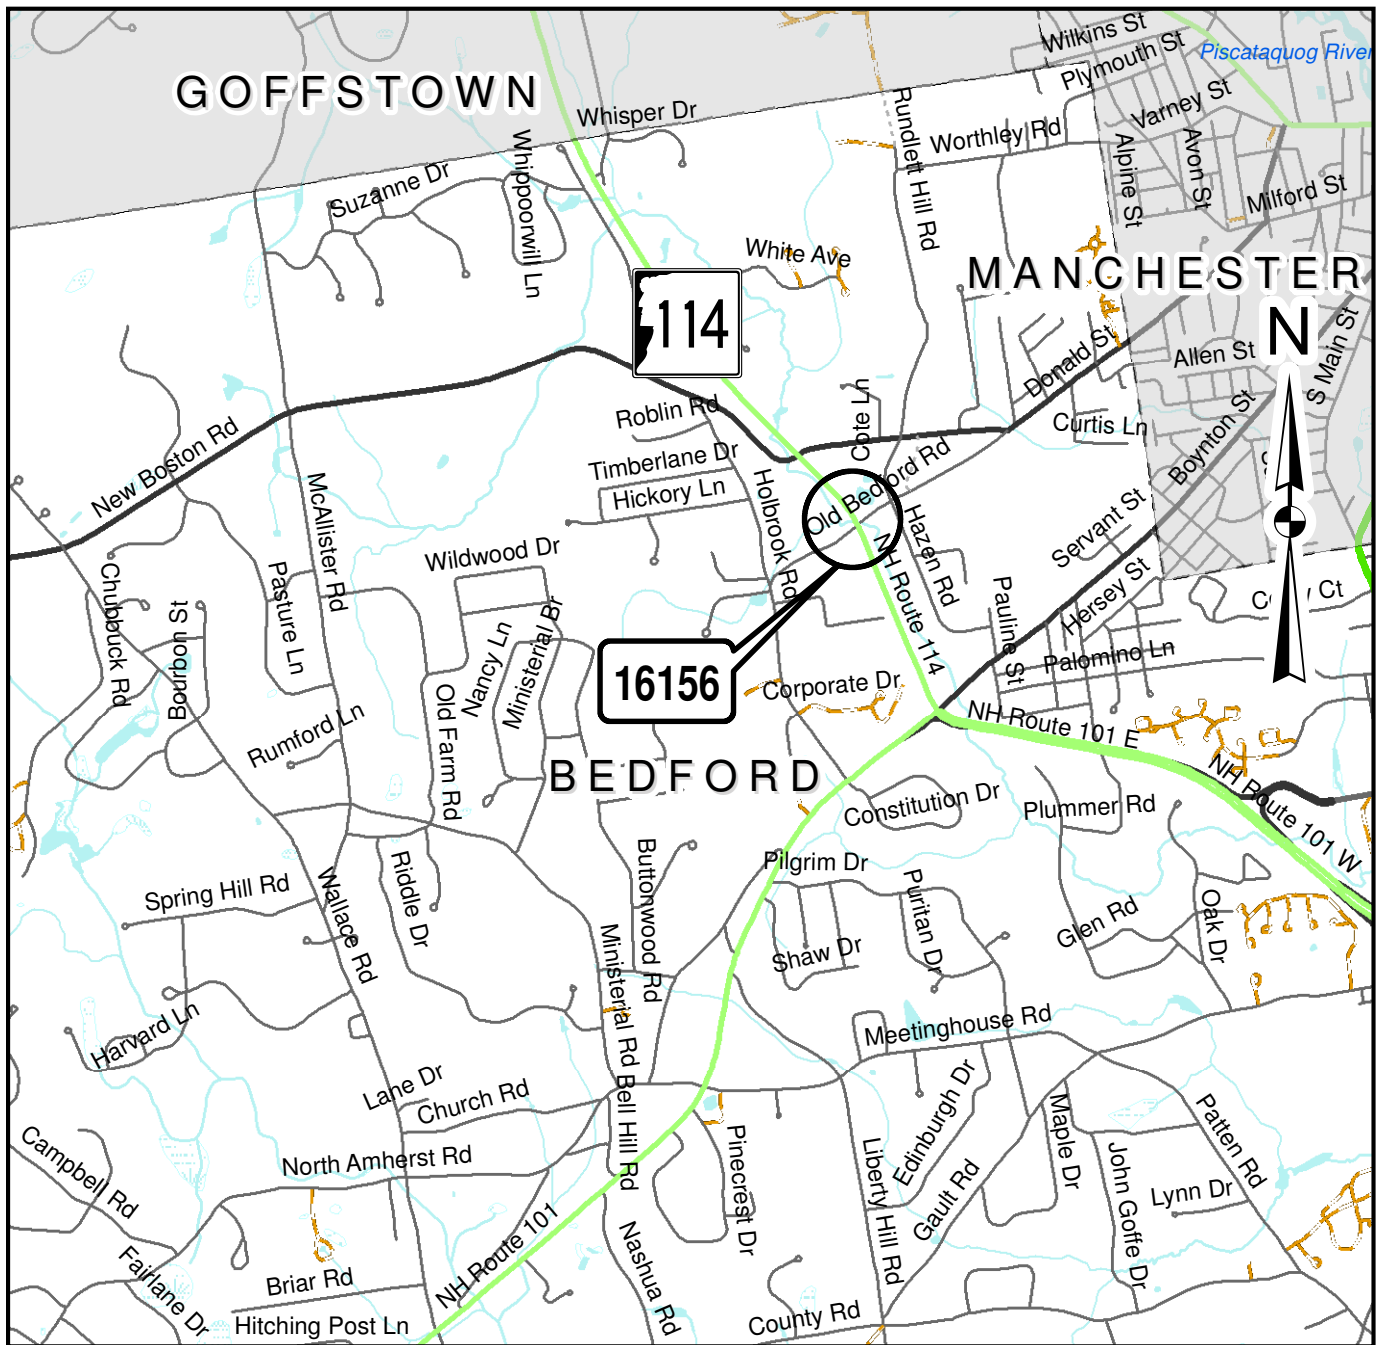 Wilkins St
Plymouth St
Piscataquog River
GOFFSTOWN
Whisper Dr
Rundlett Hill Rd
Varney St
Worthley Rd
Alpine St
Avon St
Milford St
Whippoorwill Ln
Suzanne Dr
White Ave
MANCHESTER
114
N
S Main St
Allen St
Donald St
Roblin Rd
Cote Ln
Curtis Ln
Boynton St
New Boston Rd
Timberlane Dr
Hickory Ln
Old Bedford Rd
McAllister Rd
Holbrook Rd
Hazen Rd
Servant St
Wildwood Dr
NH Route 114
Hersey St
Chubbuck Rd
Bourbon St
Pasture Ln
Nancy Ln
Ministerial Br
Pauline St
Ct
16156
Palomino Ln
Corporate Dr
Old Farm Rd
Rumford Ln
NH Route 101 E
BEDFORD
NH Route 101 W
Constitution Dr
Plummer Rd
Pilgrim Dr
Buttonwood Rd
Riddle Dr
Spring Hill Rd
Wallace Rd
Puritan Dr
Oak Dr
Glen Rd
Shaw Dr
Ministerial Rd
Harvard Ln
Meetinghouse Rd
Lane Dr
Church Rd
Bell Hill Rd
Edinburgh Dr
Maple Dr
Patten Rd
Campbell Rd
North Amherst Rd
Pinecrest Dr
Liberty Hill Rd
Gault Rd
John Goffe Dr
Lynn Dr
NH Route 101
Nashua Rd
Fairlane Dr
Briar Rd
Hitching Post Ln
County Rd